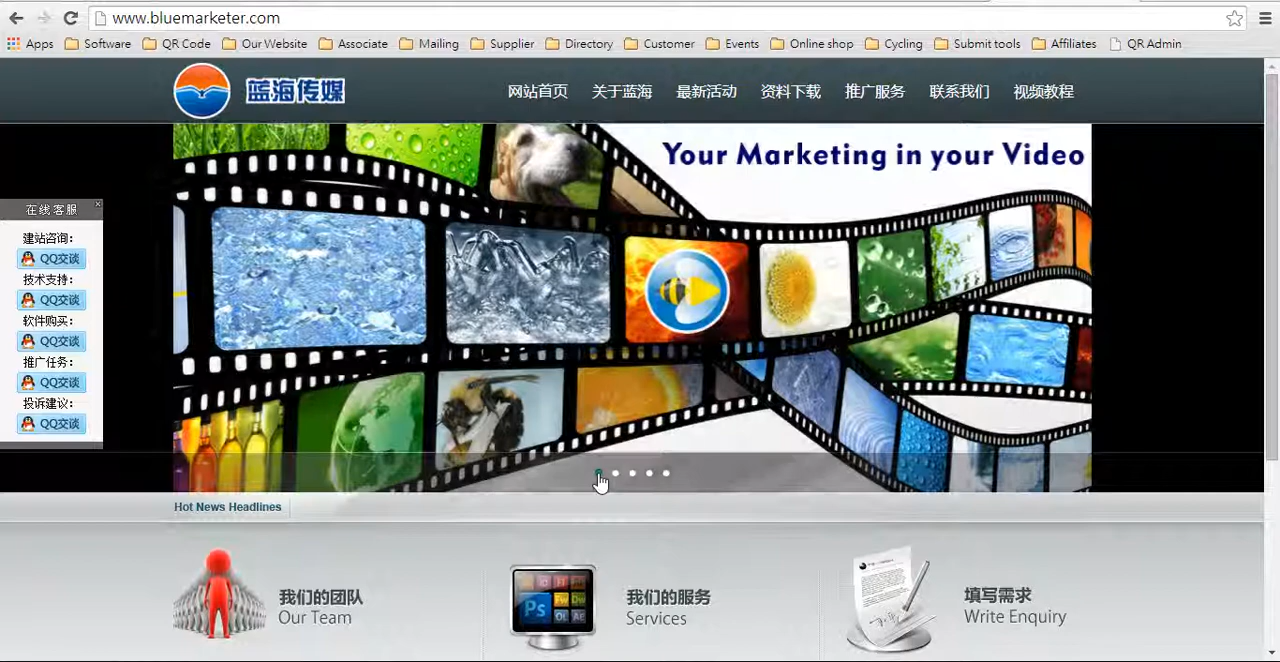 www.bluemarketer.com
Apps Software QR Code Our Website Associate Mailing Supplier Directory Customer Events Online shop Cycling Submit tools Affiliates QR Admin
蓝海传媒 网站首页 关于蓝海 最新活动 资料下载 推广服务 联系我们 视频教程
Your Marketing in your Video
在线客服
建站咨询:
QQ交谈
技术支持:
QQ交谈
软件购买:
QQ交谈
推广任务:
QQ交谈
投诉建议:
QQ交谈
Hot News Headlines
我们的团队
Our Team
Ps
Fw
Dw
AE
我们的服务
Services
填写需求
Write Enquiry